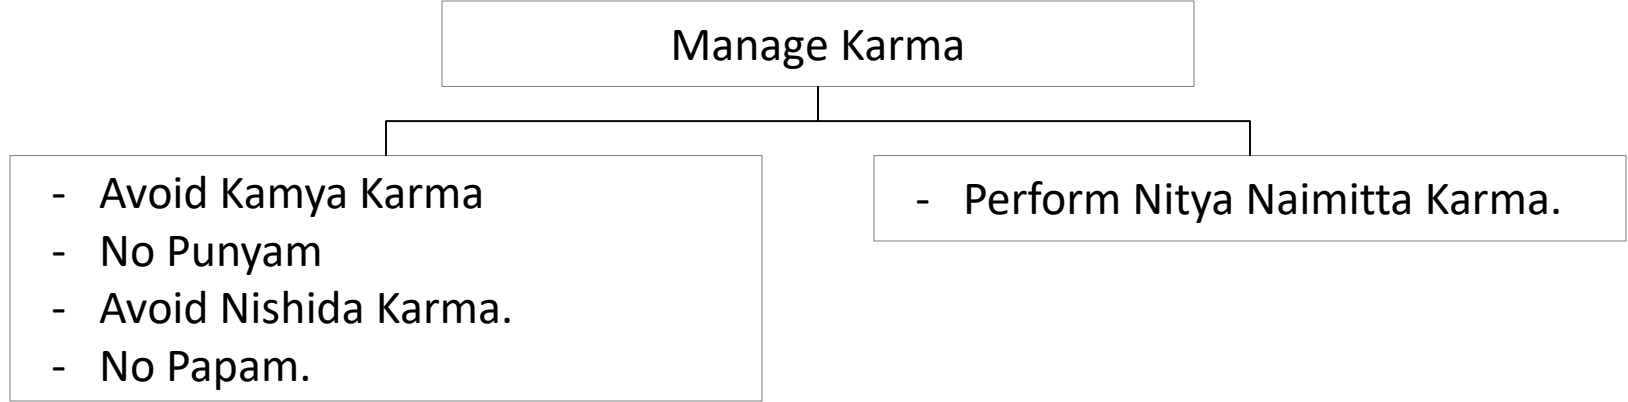 Manage Karma
- Avoid Kamya Karma
- No Punyam
- Avoid Nishida Karma.
- No Papam.
- Perform Nitya Naimitta Karma.